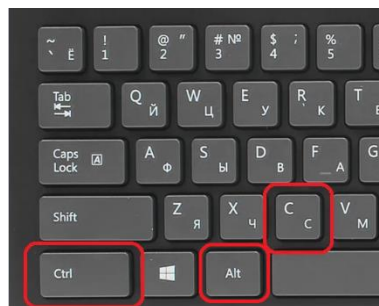 ~ ` Ё ! 1 @ " 2 # № 3 $ ; 4 % 5
Tab Q Й W Ц E У R К T
Caps Lock A A Ф S Ы D В F А G
Shift Z Я X Ч C С V М
Ctrl Alt